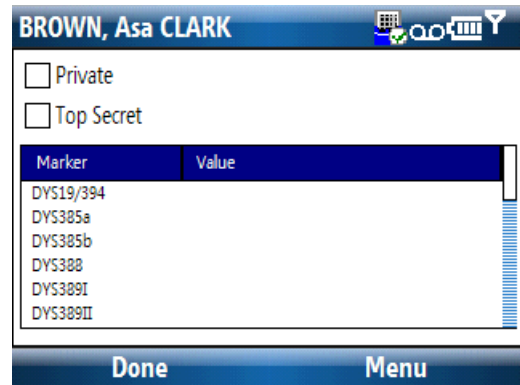 BROWN, Asa CLARK
Private
Top Secret
Marker Value
DYS19/394
DYS385a
DYS385b
DYS388
DYS389I
DYS389II
Done Menu